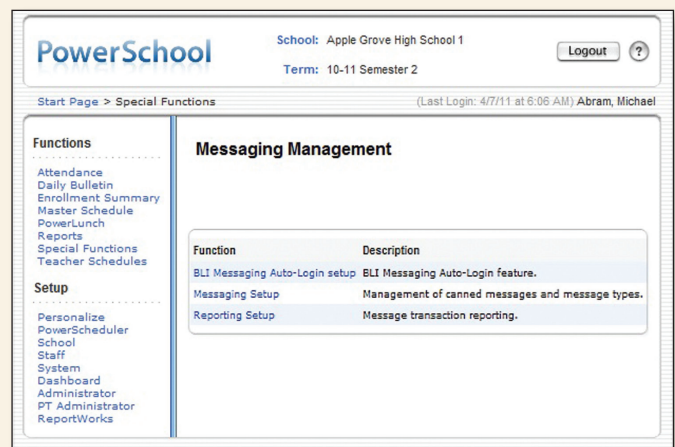 PowerSchool
School: Apple Grove High School 1
Term: 10-11 Semester 2
Logout ?
Start Page > Special Functions (Last Login: 4/7/11 at 6:06 AM) Abram, Michael
Functions
Attendance
Daily Bulletin
Enrollment Summary
Master Schedule
PowerLunch
Reports
Special Functions
Teacher Schedules
Setup
Personalize
PowerScheduler
School
Staff
System
Dashboard
Administrator
PT Administrator
ReportWorks
Messaging Management
Function Description
BLI Messaging Auto-Login setup BLI Messaging Auto-Login feature.
Messaging Setup Management of canned messages and message types.
Reporting Setup Message transaction reporting.